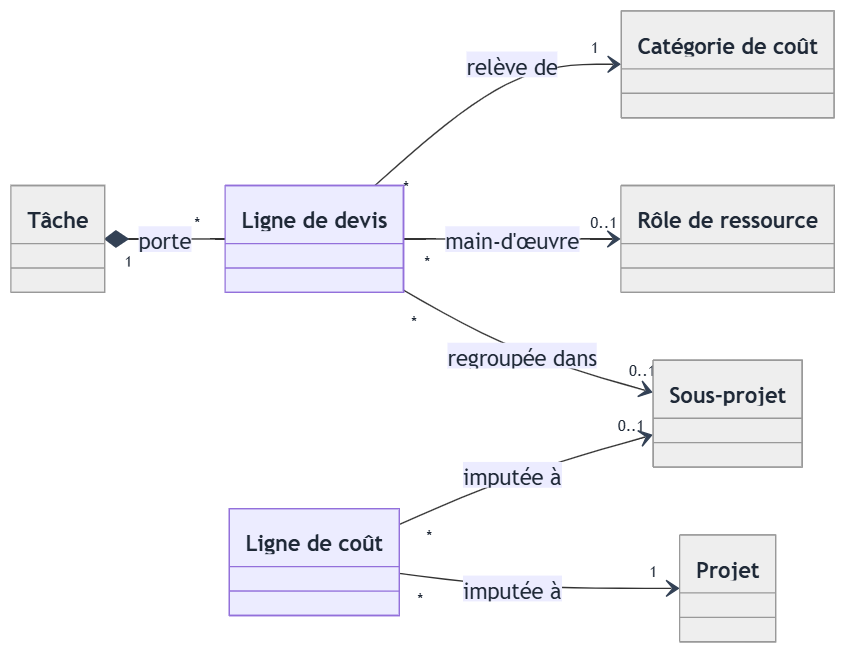 Catégorie de coût
1
relève de
*
Tâche
1
porte
*
Ligne de devis
*
main-d'œuvre
0..1
Rôle de ressource
*
regroupée dans
0..1
Sous-projet
0..1
imputée à
*
Ligne de coût
*
imputée à
1
Projet